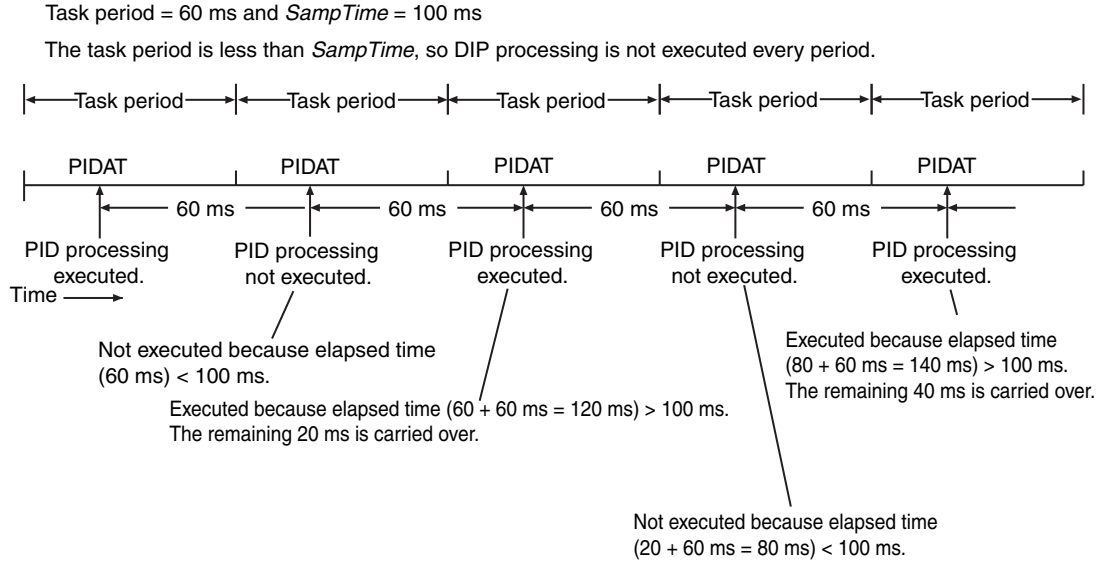 Task period = 60 ms and SampTime = 100 ms
The task period is less than SampTime, so DIP processing is not executed every period.
Task period Task period Task period Task period Task period
PIDAT PIDAT PIDAT PIDAT PIDAT
60 ms 60 ms 60 ms 60 ms
PID processing
executed.
PID processing
not executed.
PID processing
executed.
PID processing
not executed.
PID processing
executed.
Time
Not executed because elapsed time
(60 ms) < 100 ms.
Executed because elapsed time (60 + 60 ms = 120 ms) > 100 ms.
The remaining 20 ms is carried over.
Executed because elapsed time
(80 + 60 ms = 140 ms) > 100 ms.
The remaining 40 ms is carried over.
Not executed because elapsed time
(20 + 60 ms = 80 ms) < 100 ms.